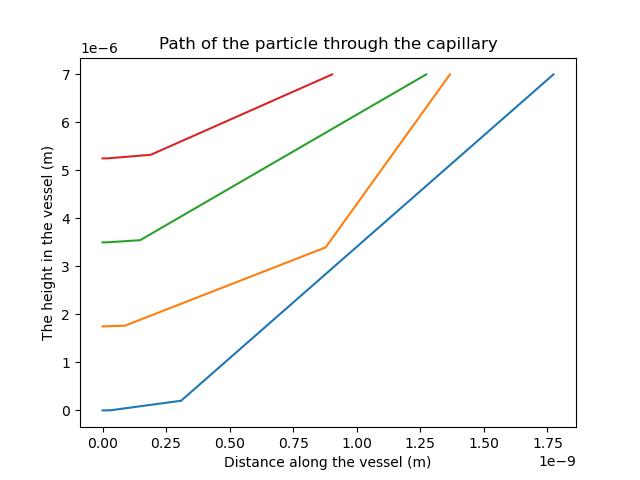 Path of the particle through the capillary
1e−6
7
6
5
4
3
2
1
0
The height in the vessel (m)
0.00 0.25 0.50 0.75 1.00 1.25 1.50 1.75
Distance along the vessel (m)
1e−9